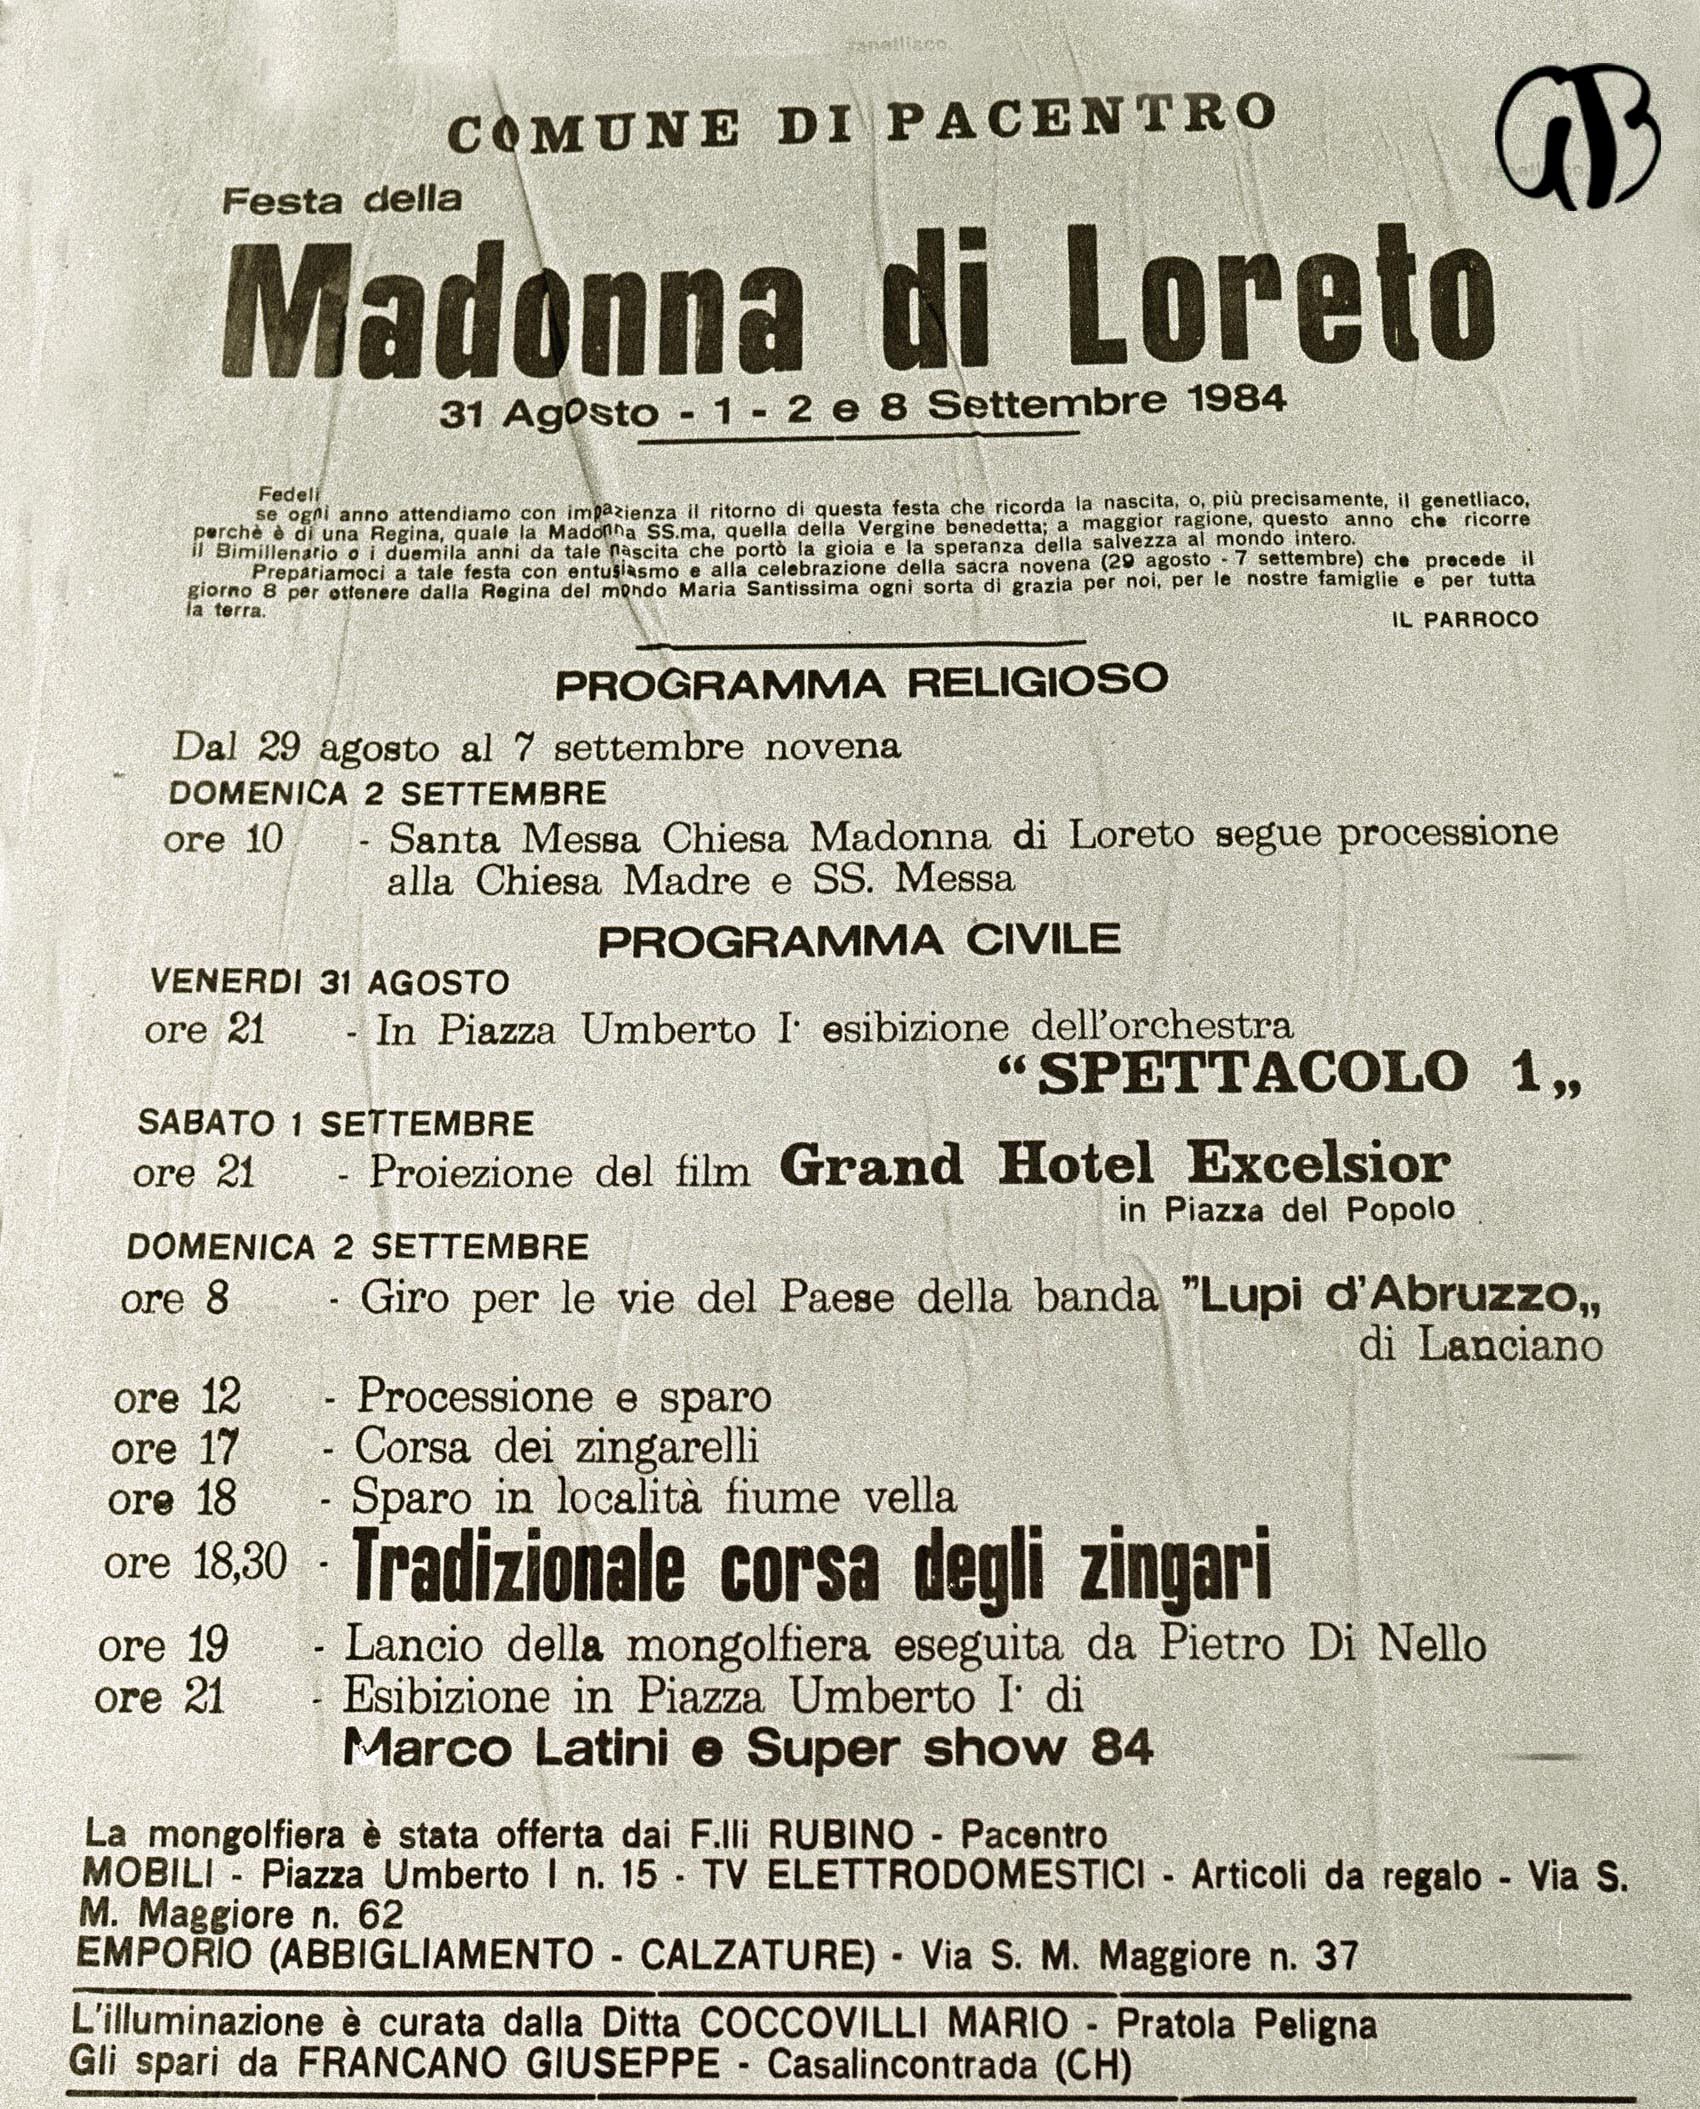 COMUNE DI PACENTRO
Festa della
Madonna di Loreto
31 Agosto - 1 - 2 e 8 Settembre 1984
Fedeli
se ogni anno attendiamo con impazienza il ritorno di questa festa che ricorda la nascita, o, più precisamente, il genetliaco,
perchè è di una Regina, quale la Madonna SS.ma, quella della Vergine benedetta; a maggior ragione, questo anno che ricorre
il Bimillenario o i duemila anni da tale nascita che portò la gioia e la speranza della salvezza al mondo intero.
Prepariamoci a tale festa con entusiasmo e alla celebrazione della sacra novena (29 agosto - 7 settembre) che precede il
giorno 8 per ottenere dalla Regina del mondo Maria Santissima ogni sorta di grazia per noi, per le nostre famiglie e per tutta
la terra.
IL PARROCO
PROGRAMMA RELIGIOSO
Dal 29 agosto al 7 settembre novena
DOMENICA 2 SETTEMBRE
ore 10 - Santa Messa Chiesa Madonna di Loreto segue processione
alla Chiesa Madre e SS. Messa
PROGRAMMA CIVILE
VENERDI 31 AGOSTO
ore 21 - In Piazza Umberto I· esibizione dell'orchestra
“SPETTACOLO 1„
SABATO 1 SETTEMBRE
ore 21 - Proiezione del film Grand Hotel Excelsior
in Piazza del Popolo
DOMENICA 2 SETTEMBRE
ore 8 - Giro per le vie del Paese della banda ”Lupi d'Abruzzo„
di Lanciano
ore 12 - Processione e sparo
ore 17 - Corsa dei zingarelli
ore 18 - Sparo in località fiume vella
ore 18,30 - Tradizionale corsa degli zingari
ore 19 - Lancio della mongolfiera eseguita da Pietro Di Nello
ore 21 - Esibizione in Piazza Umberto I· di
Marco Latini e Super show 84
La mongolfiera è stata offerta dai F.lli RUBINO - Pacentro
MOBILI - Piazza Umberto I n. 15 - TV ELETTRODOMESTICI - Articoli da regalo - Via S.
M. Maggiore n. 62
EMPORIO (ABBIGLIAMENTO - CALZATURE) - Via S. M. Maggiore n. 37
L'illuminazione è curata dalla Ditta COCCOVILLI MARIO - Pratola Peligna
Gli spari da FRANCANO GIUSEPPE - Casalincontrada (CH)